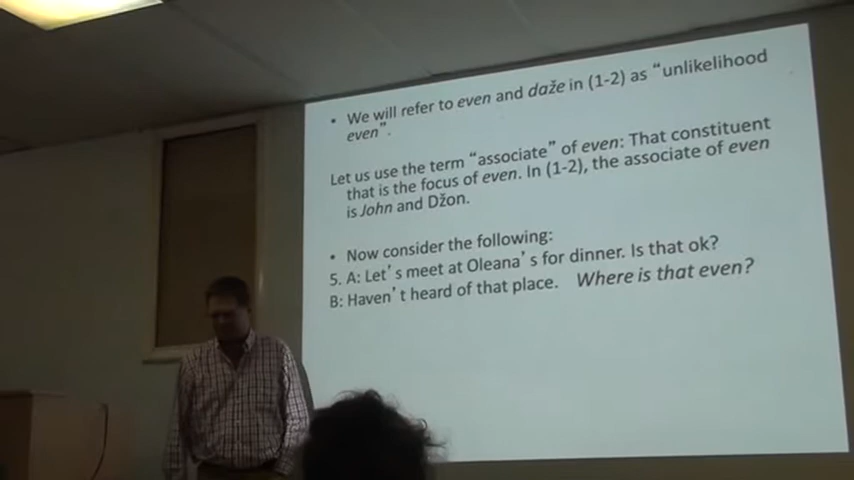 • We will refer to even and daže in (1-2) as “unlikelihood
even”.
Let us use the term “associate” of even: That constituent
that is the focus of even. In (1-2), the associate of even
is John and Džon.
• Now consider the following:
5. A: Let’s meet at Oleana’s for dinner. Is that ok?
B: Haven’t heard of that place. Where is that even?